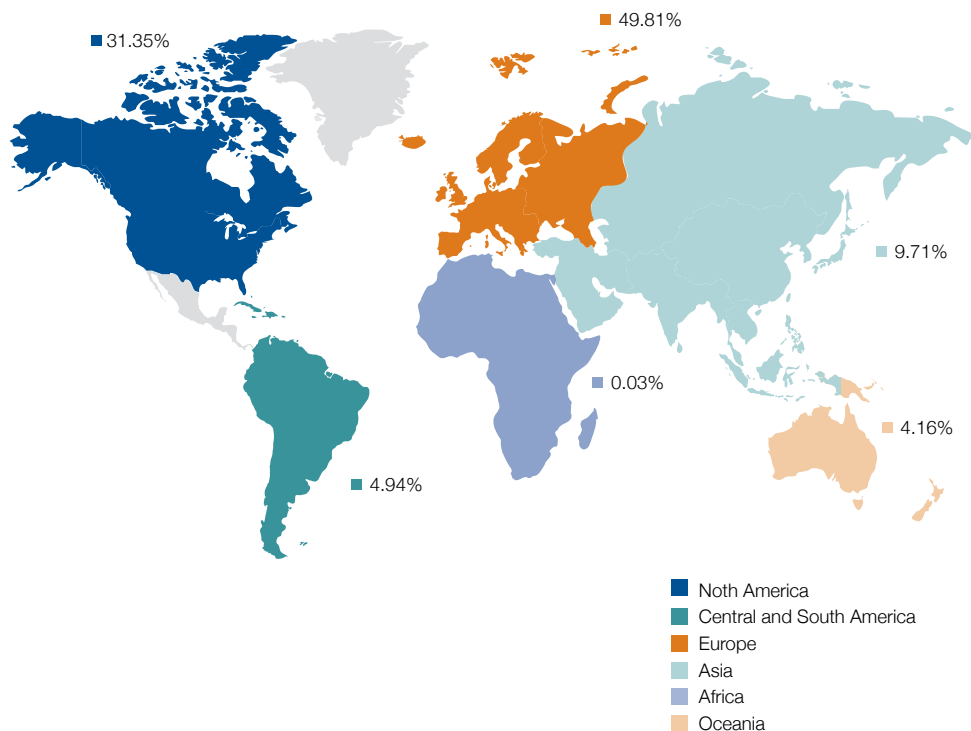 49.81%
31.35%
9.71%
0.03%
4.16%
4.94%
Noth America
Central and South America
Europe
Asia
Africa
Oceania